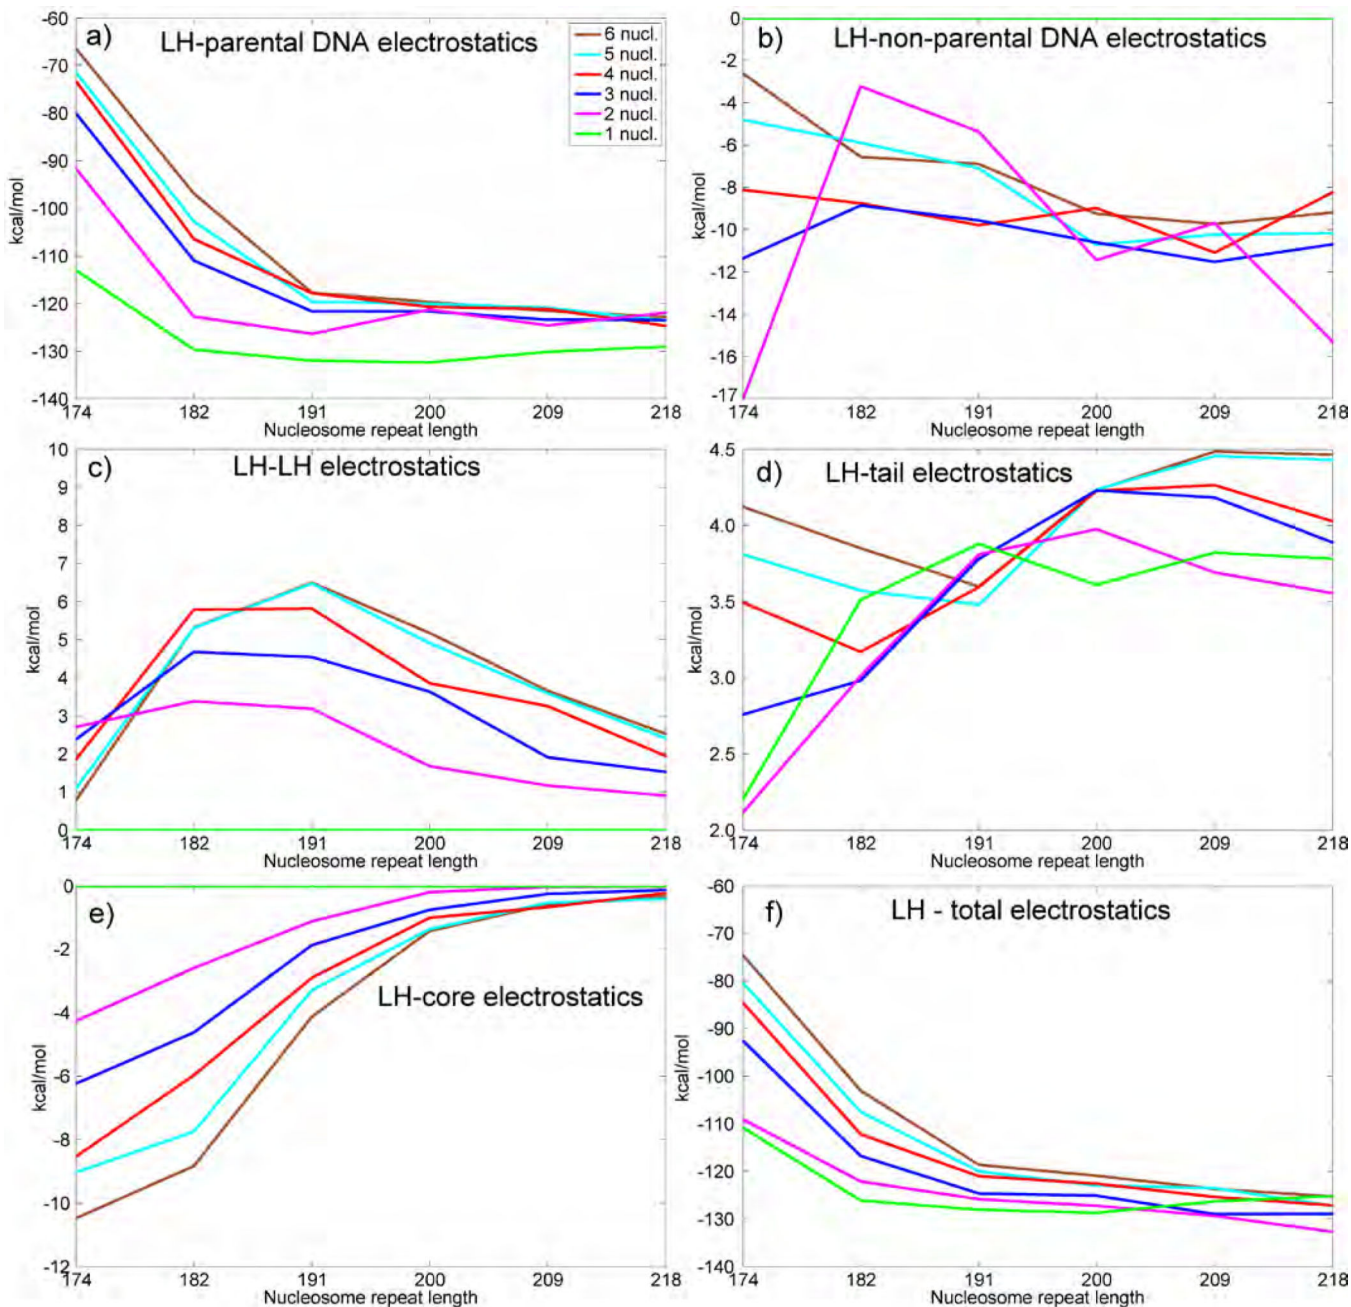 a)
LH-parental DNA electrostatics
6 nucl.
5 nucl.
4 nucl.
3 nucl.
2 nucl.
1 nucl.
-60
-70
-80
-90
-100
-110
-120
-130
-140
kcal/mol
174 182 191 200 209 218
Nucleosome repeat length
b)
LH-non-parental DNA electrostatics
0
-2
-4
-6
-8
-10
-12
-14
-16
-17
kcal/mol
174 182 191 200 209 218
Nucleosome repeat length
c)
LH-LH electrostatics
10
9
8
7
6
5
4
3
2
1
0
kcal/mol
174 182 191 200 209 218
Nucleosome repeat length
d)
LH-tail electrostatics
4.5
4.0
3.5
3.0
2.5
2.0
kcal/mol
174 182 191 200 209 218
Nucleosome repeat length
e)
LH-core electrostatics
0
-2
-4
-6
-8
-10
-12
kcal/mol
174 182 191 200 209 218
Nucleosome repeat length
f)
LH - total electrostatics
-60
-70
-80
-90
-100
-110
-120
-130
-140
kcal/mol
174 182 191 200 209 218
Nucleosome repeat length